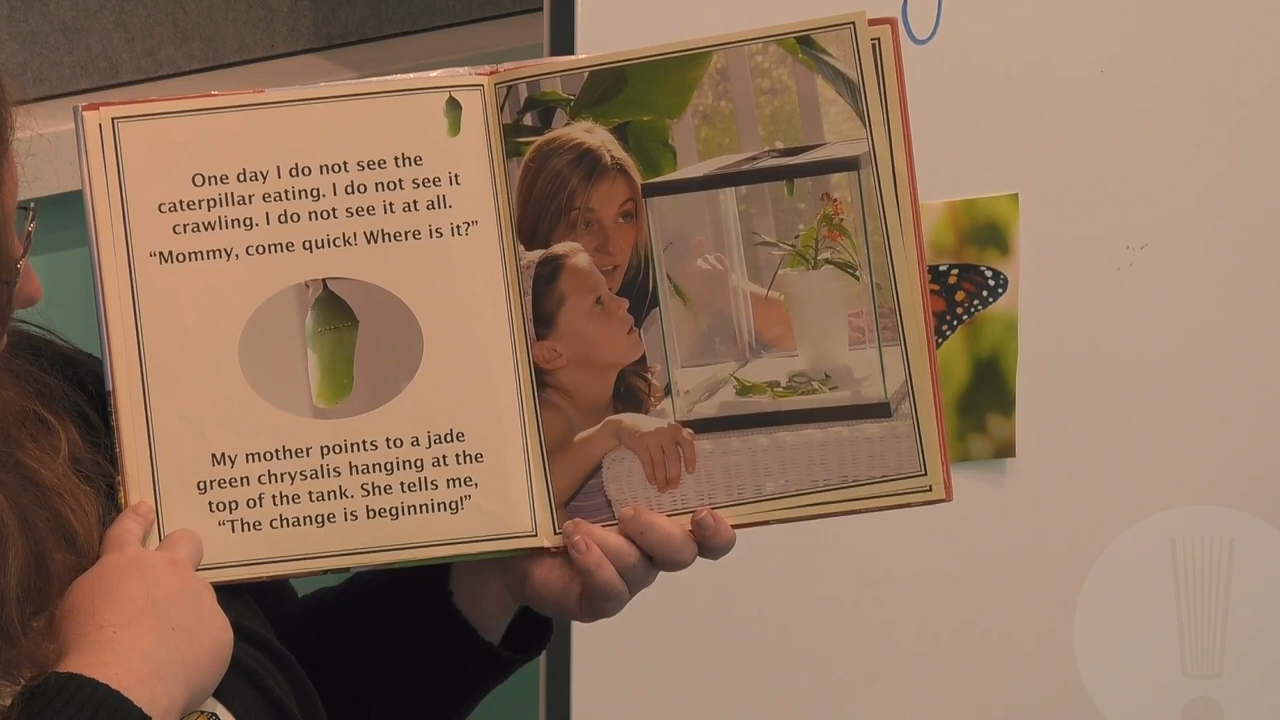 One day I do not see the
caterpillar eating. I do not see it
crawling. I do not see it at all.
“Mommy, come quick! Where is it?”
My mother points to a jade
green chrysalis hanging at the
top of the tank. She tells me,
“The change is beginning!”